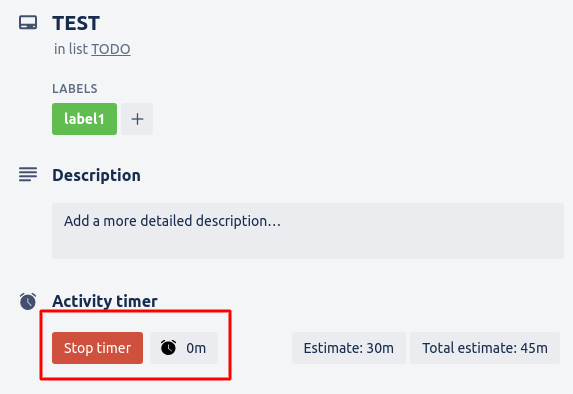 TEST
in list TODO
LABELS
label1 +
Description
Add a more detailed description...
Activity timer
Stop timer 0m Estimate: 30m Total estimate: 45m